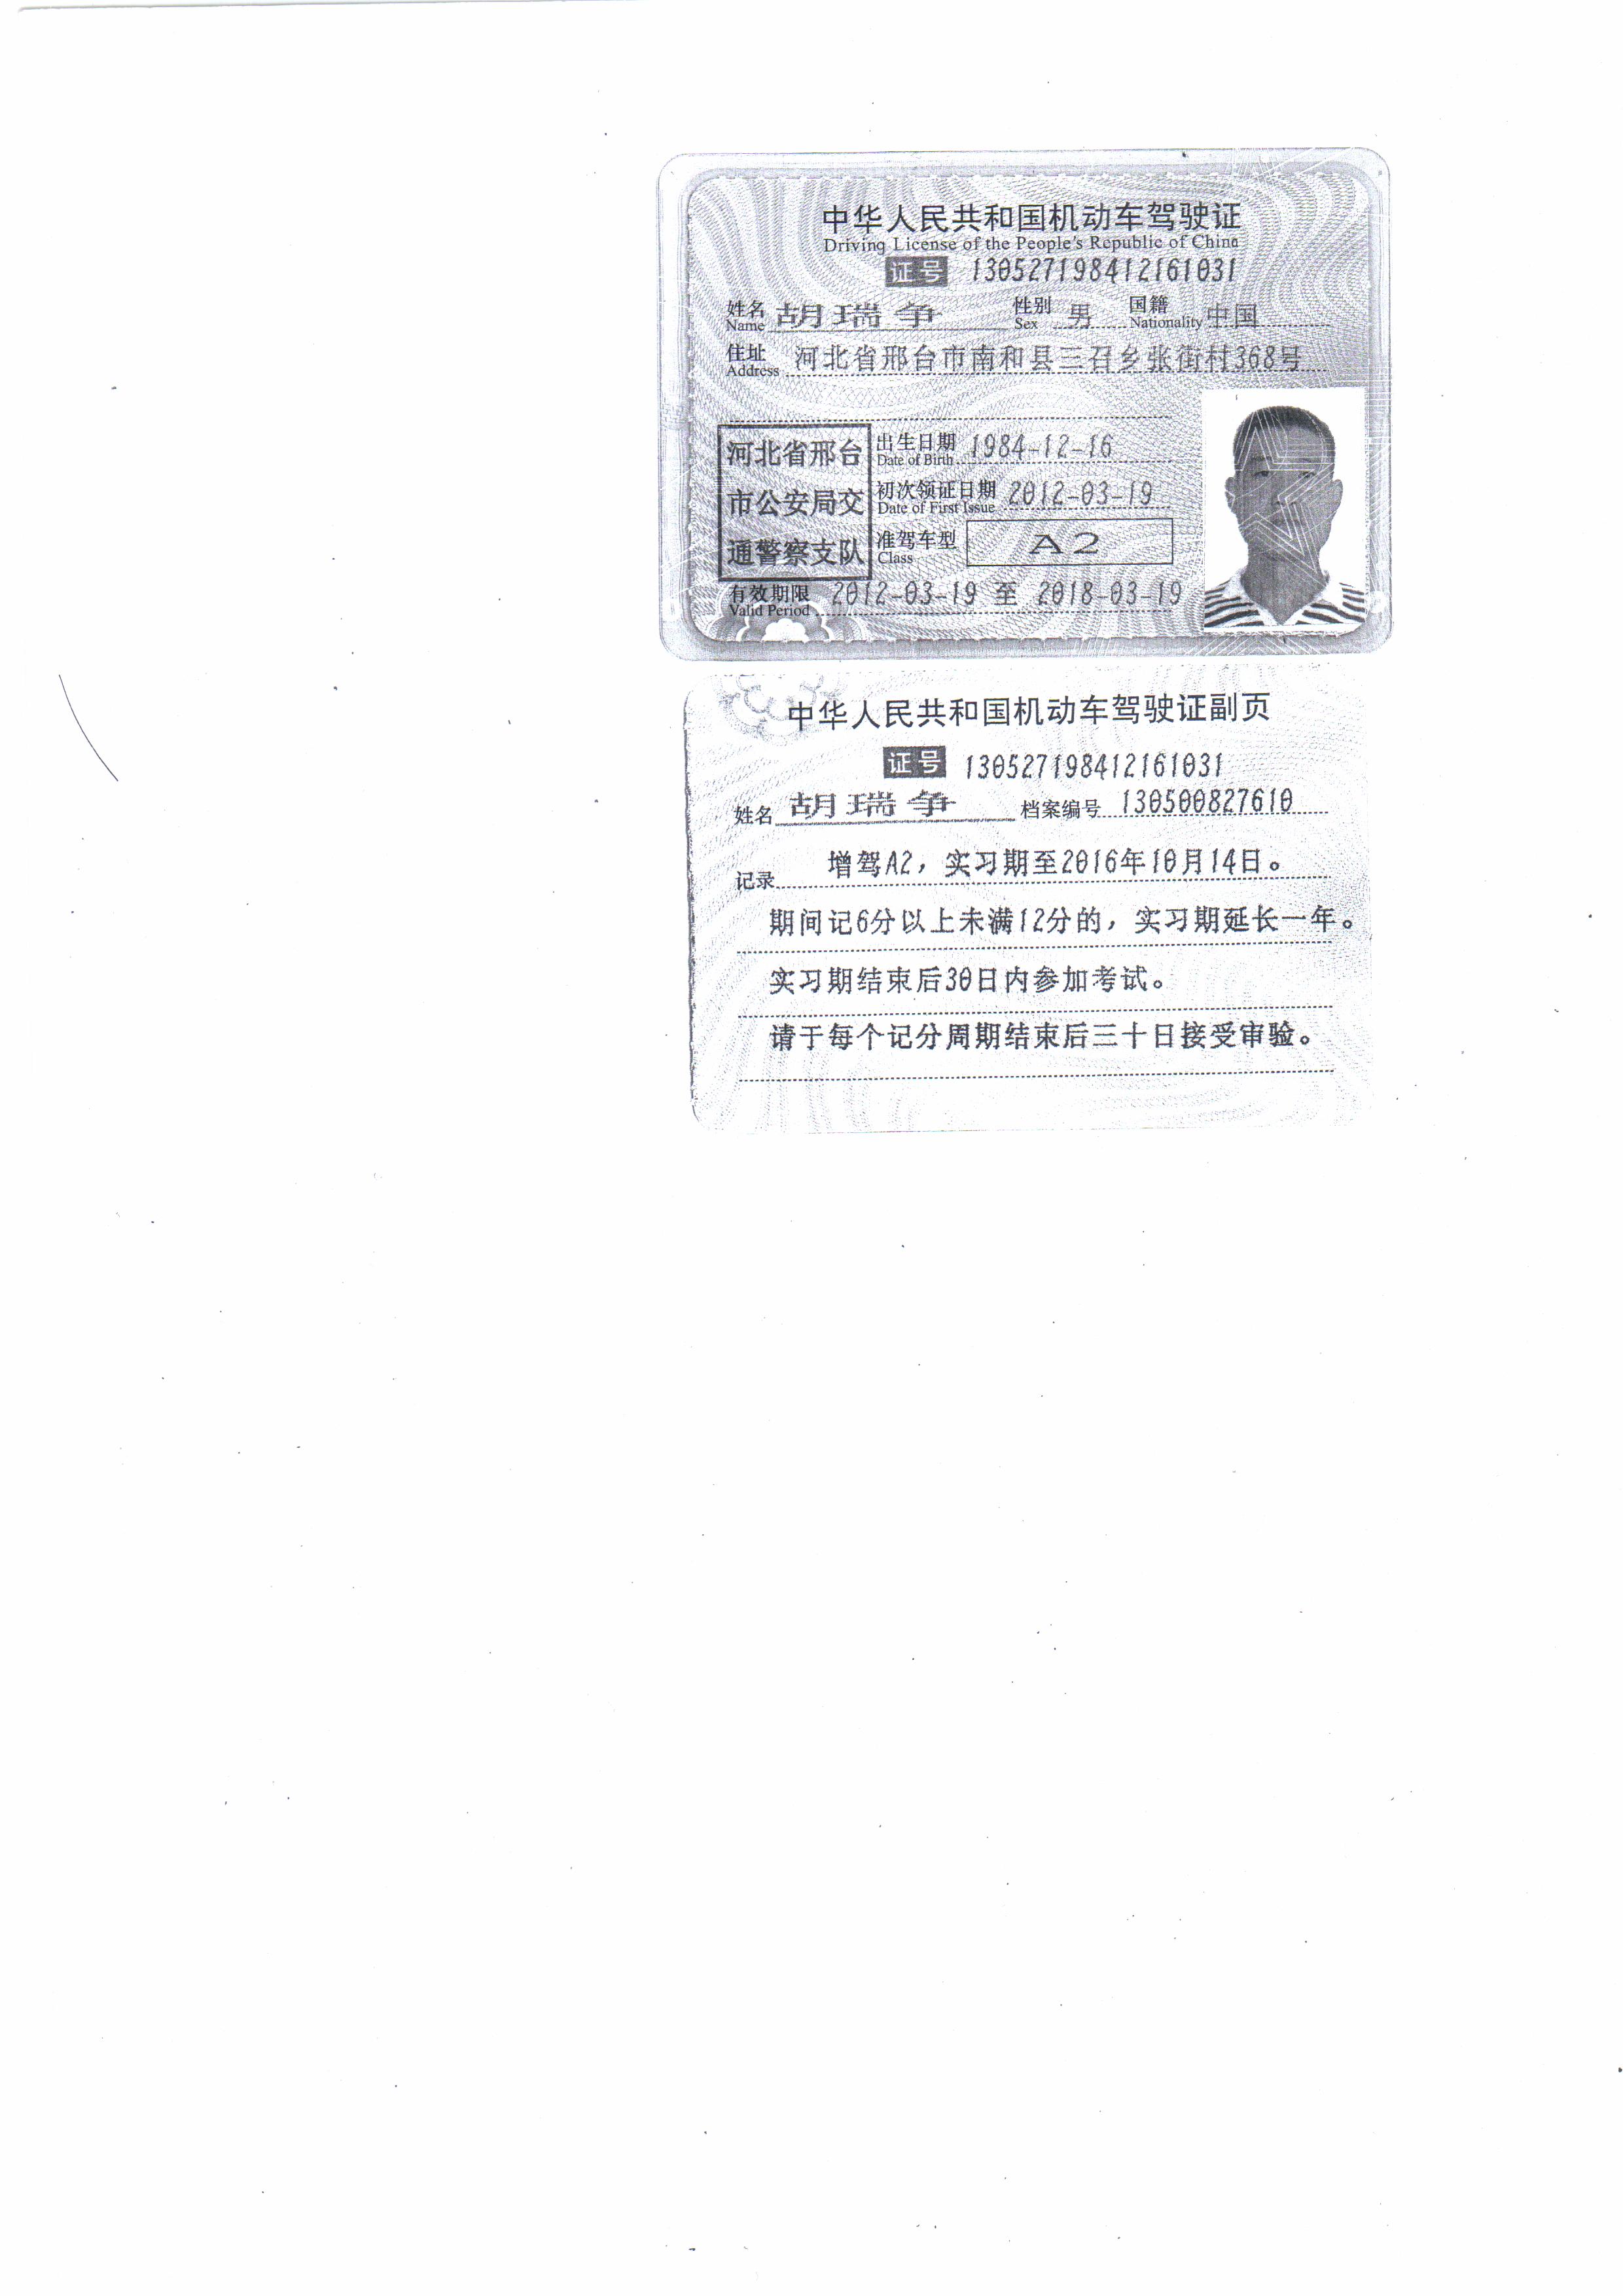 中华人民共和国机动车驾驶证
Driving License of the People's Republic of China
证号 130527198412161031
姓名 胡瑞争 性别 男 国籍 中国
Name Sex Nationality
住址 河北省邢台市南和县三召乡张街村368号
Address
河北省邢台
市公安局交
通警察支队
出生日期 1984-12-16
Date of Birth
初次领证日期 2012-03-19
Date of First Issue
准驾车型 A2
Class
有效期限 2012-03-19 至 2018-03-19
Valid Period
中华人民共和国机动车驾驶证副页
证号 130527198412161031
姓名 胡瑞争 档案编号 130500827610
记录 增驾A2，实习期至2016年10月14日。
期间记6分以上未满12分的，实习期延长一年。
实习期结束后30日内参加考试。
请于每个记分周期结束后三十日接受审验。